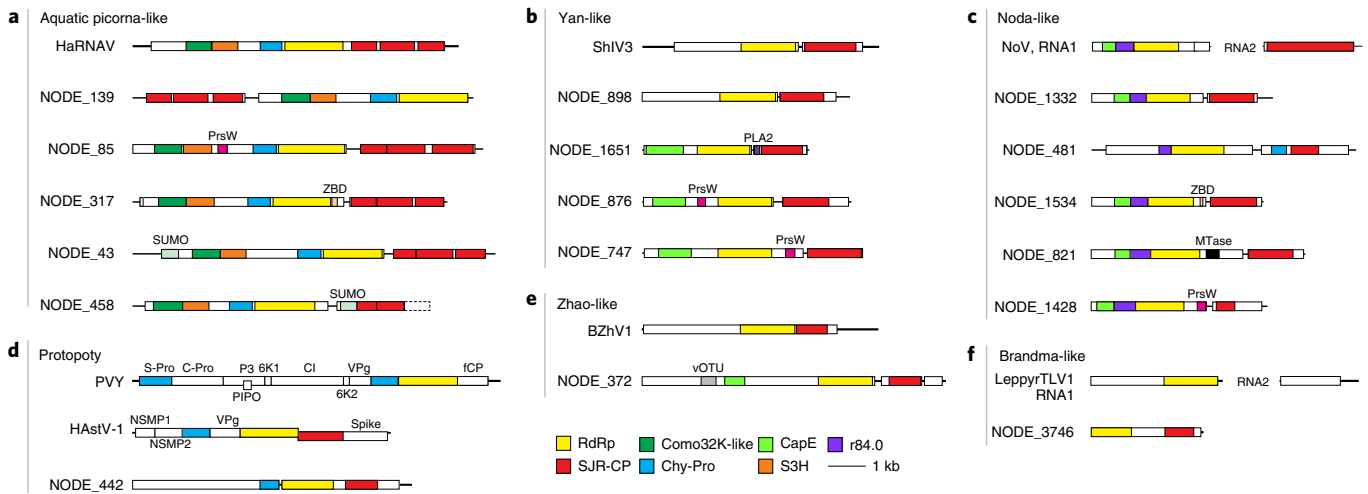 a Aquatic picorna-like
HaRNAV
NODE_139
PrsW
NODE_85
ZBD
NODE_317
SUMO
NODE_43
SUMO
NODE_458
b Yan-like
ShIV3
NODE_898
PLA2
NODE_1651
PrsW
NODE_876
PrsW
NODE_747
c Noda-like
NoV, RNA1 RNA2
NODE_1332
NODE_481
ZBD
NODE_1534
MTase
NODE_821
PrsW
NODE_1428
d Protopoty
S-Pro C-Pro P3 6K1 CI VPg fCP
PVY
PIPO 6K2
NSMP1 VPg Spike
HAstV-1
NSMP2
NODE_442
e Zhao-like
BZhV1
vOTU
NODE_372
RdRp Como32K-like CapE r84.0
SJR-CP Chy-Pro S3H 1 kb
f Brandma-like
LeppyrTLV1
RNA1 RNA2
NODE_3746